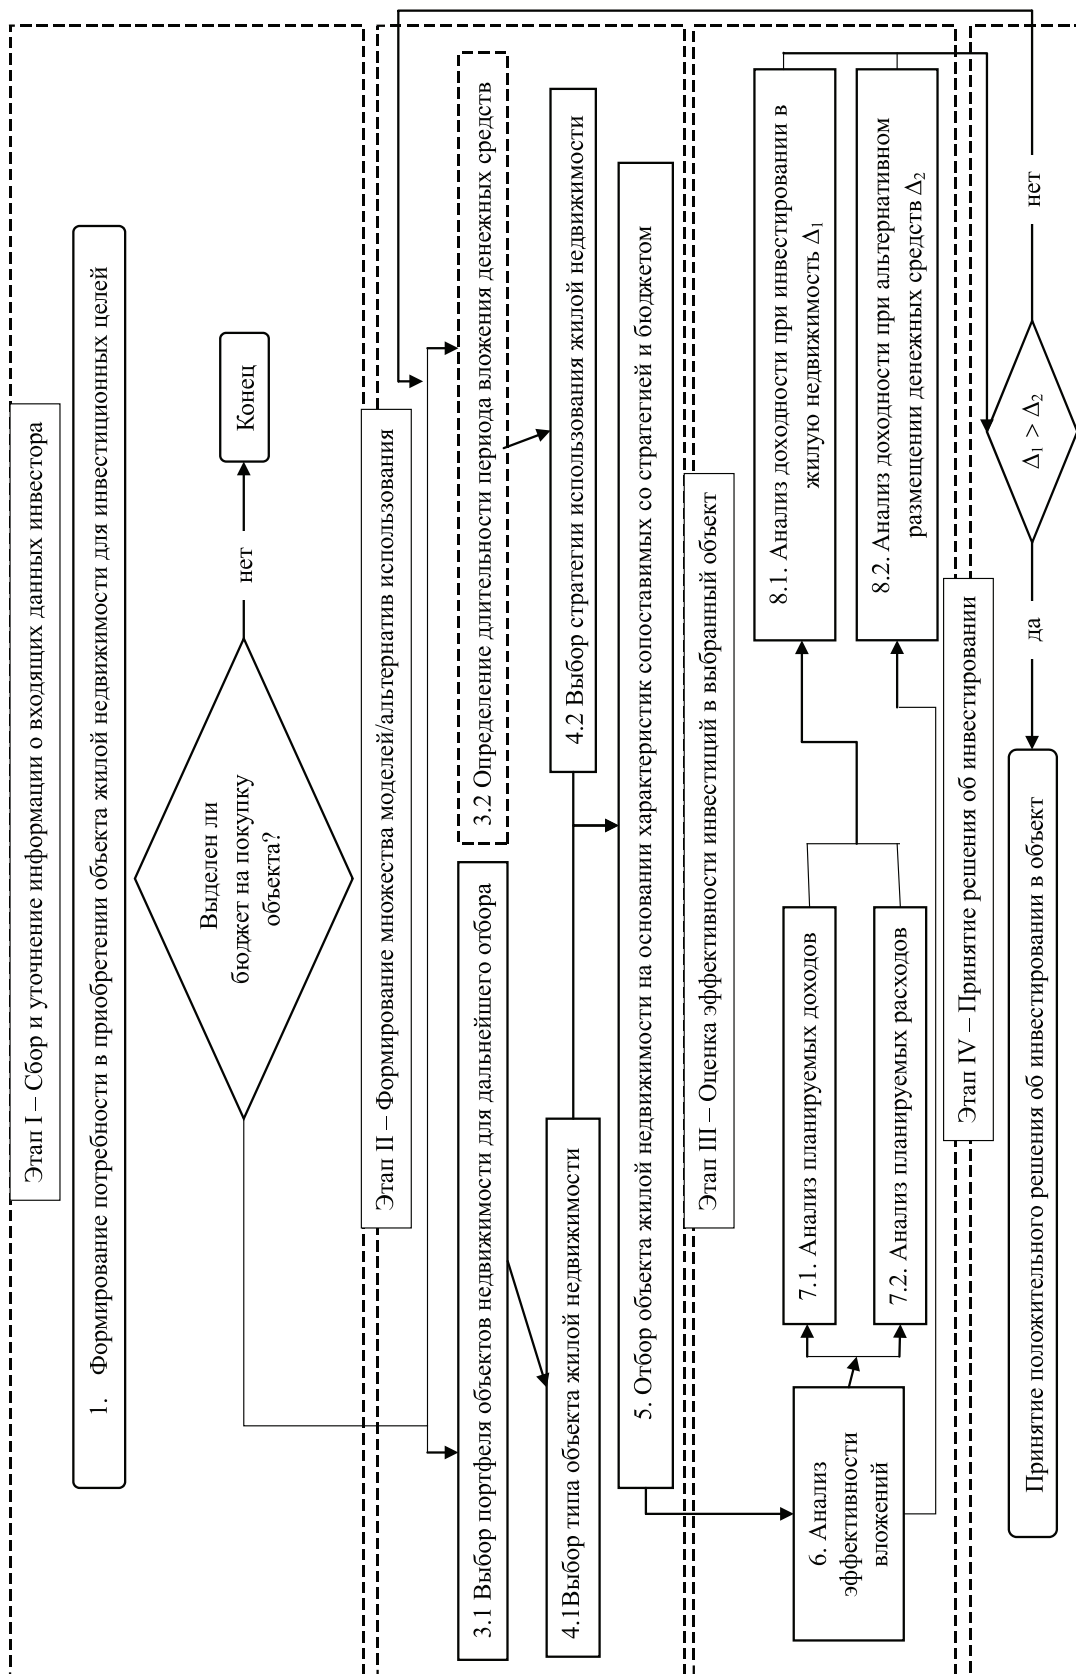 Этап I – Сбор и уточнение информации о входящих данных инвестора
1. Формирование потребности в приобретении объекта жилой недвижимости для инвестиционных целей
Выделен ли
бюджет на покупку
объекта?
нет
Конец
Этап II – Формирование множества моделей/альтернатив использования
3.1 Выбор портфеля объектов недвижимости для дальнейшего отбора
3.2 Определение длительности периода вложения денежных средств
4.1Выбор типа объекта жилой недвижимости
4.2 Выбор стратегии использования жилой недвижимости
5. Отбор объекта жилой недвижимости на основании характеристик сопоставимых со стратегией и бюджетом
Этап III – Оценка эффективности инвестиций в выбранный объект
6. Анализ
эффективности
вложений
7.1. Анализ планируемых доходов
7.2. Анализ планируемых расходов
8.1. Анализ доходности при инвестировании в
жилую недвижимость Δ₁
8.2. Анализ доходности при альтернативном
размещении денежных средств Δ₂
Этап IV – Принятие решения об инвестировании
Принятие положительного решения об инвестировании в объект
да
Δ₁ > Δ₂
нет